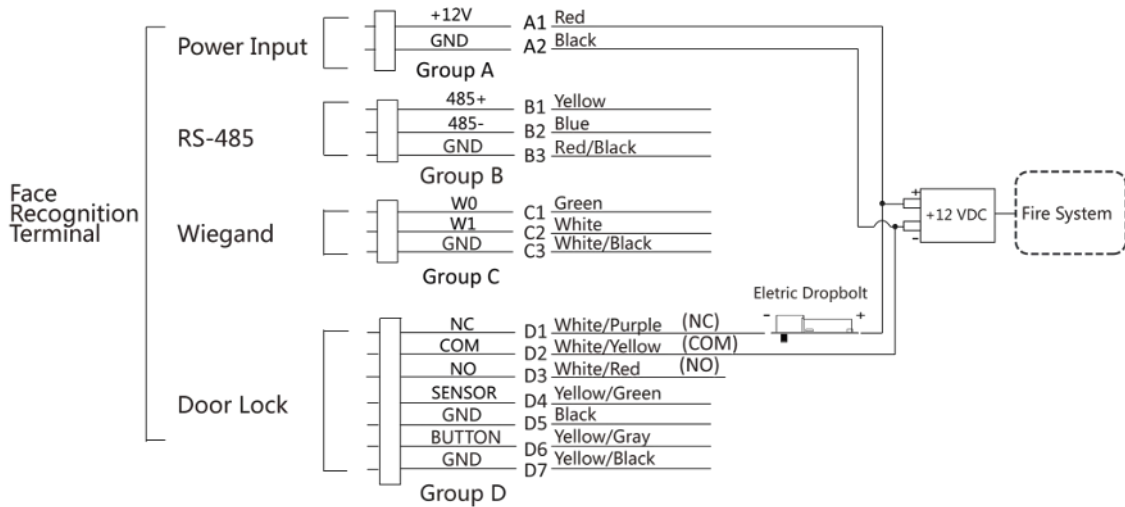 Face
Recognition
Terminal
Power Input
+12V A1 Red
GND A2 Black
Group A
RS-485
485+ B1 Yellow
485- B2 Blue
GND B3 Red/Black
Group B
Wiegand
W0 C1 Green
W1 C2 White
GND C3 White/Black
Group C
Door Lock
NC D1 White/Purple (NC)
COM D2 White/Yellow (COM)
NO D3 White/Red (NO)
SENSOR D4 Yellow/Green
GND D5 Black
BUTTON D6 Yellow/Gray
GND D7 Yellow/Black
Group D
Eletric Dropbolt
- +
+
+12 VDC
-
Fire System